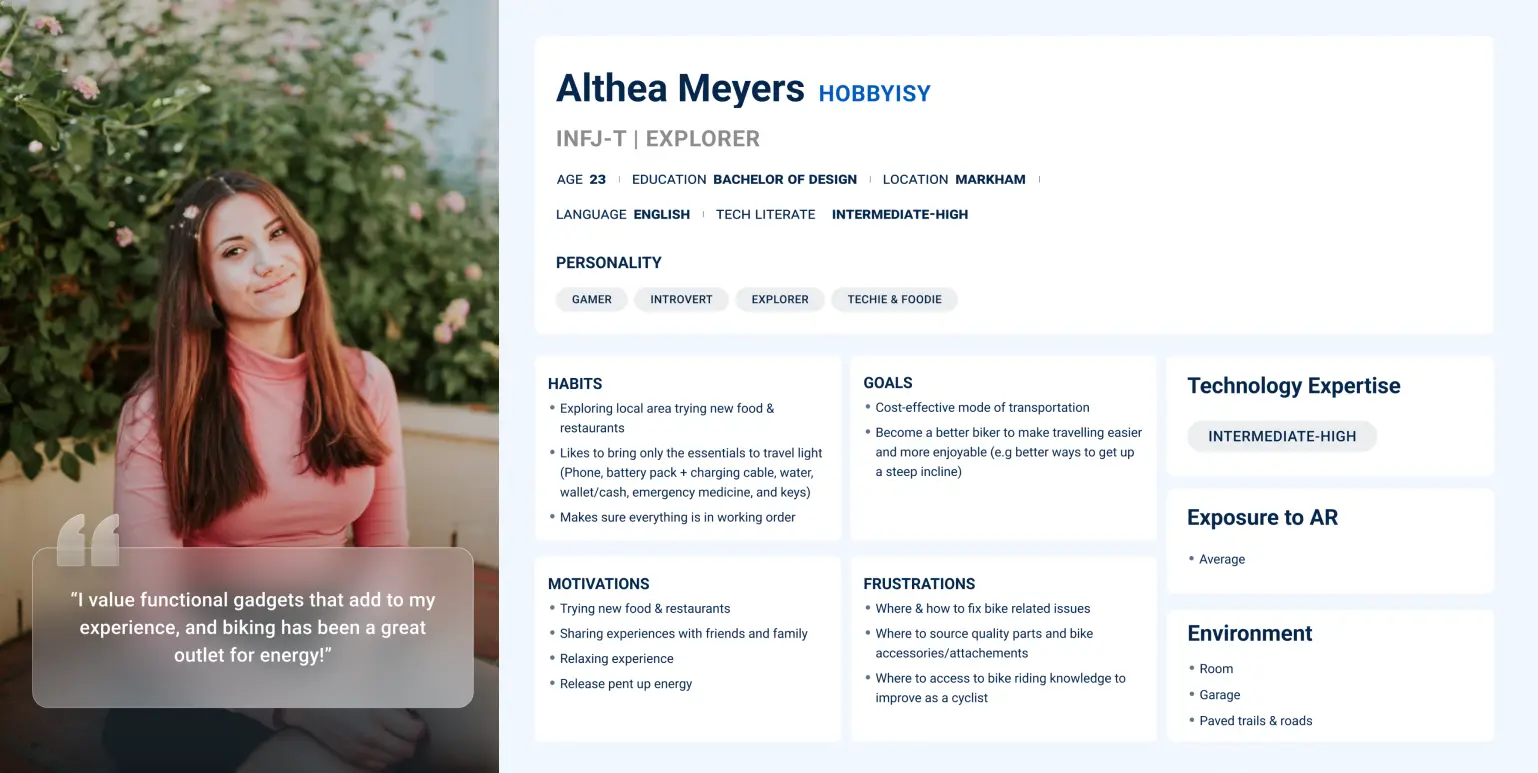 Althea Meyers HOBBYISY
INFJ-T | EXPLORER
AGE 23 | EDUCATION BACHELOR OF DESIGN | LOCATION MARKHAM |
LANGUAGE ENGLISH | TECH LITERATE INTERMEDIATE-HIGH
PERSONALITY
GAMER INTROVERT EXPLORER TECHIE & FOODIE
“I value functional gadgets that add to my
experience, and biking has been a great
outlet for energy!”
HABITS
• Exploring local area trying new food &
restaurants
• Likes to bring only the essentials to travel light
(Phone, battery pack + charging cable, water,
wallet/cash, emergency medicine, and keys)
• Makes sure everything is in working order
GOALS
• Cost-effective mode of transportation
• Become a better biker to make travelling easier
and more enjoyable (e.g better ways to get up
a steep incline)
MOTIVATIONS
• Trying new food & restaurants
• Sharing experiences with friends and family
• Relaxing experience
• Release pent up energy
FRUSTRATIONS
• Where & how to fix bike related issues
• Where to source quality parts and bike
accessories/attachements
• Where to access to bike riding knowledge to
improve as a cyclist
Technology Expertise
INTERMEDIATE-HIGH
Exposure to AR
• Average
Environment
• Room
• Garage
• Paved trails & roads